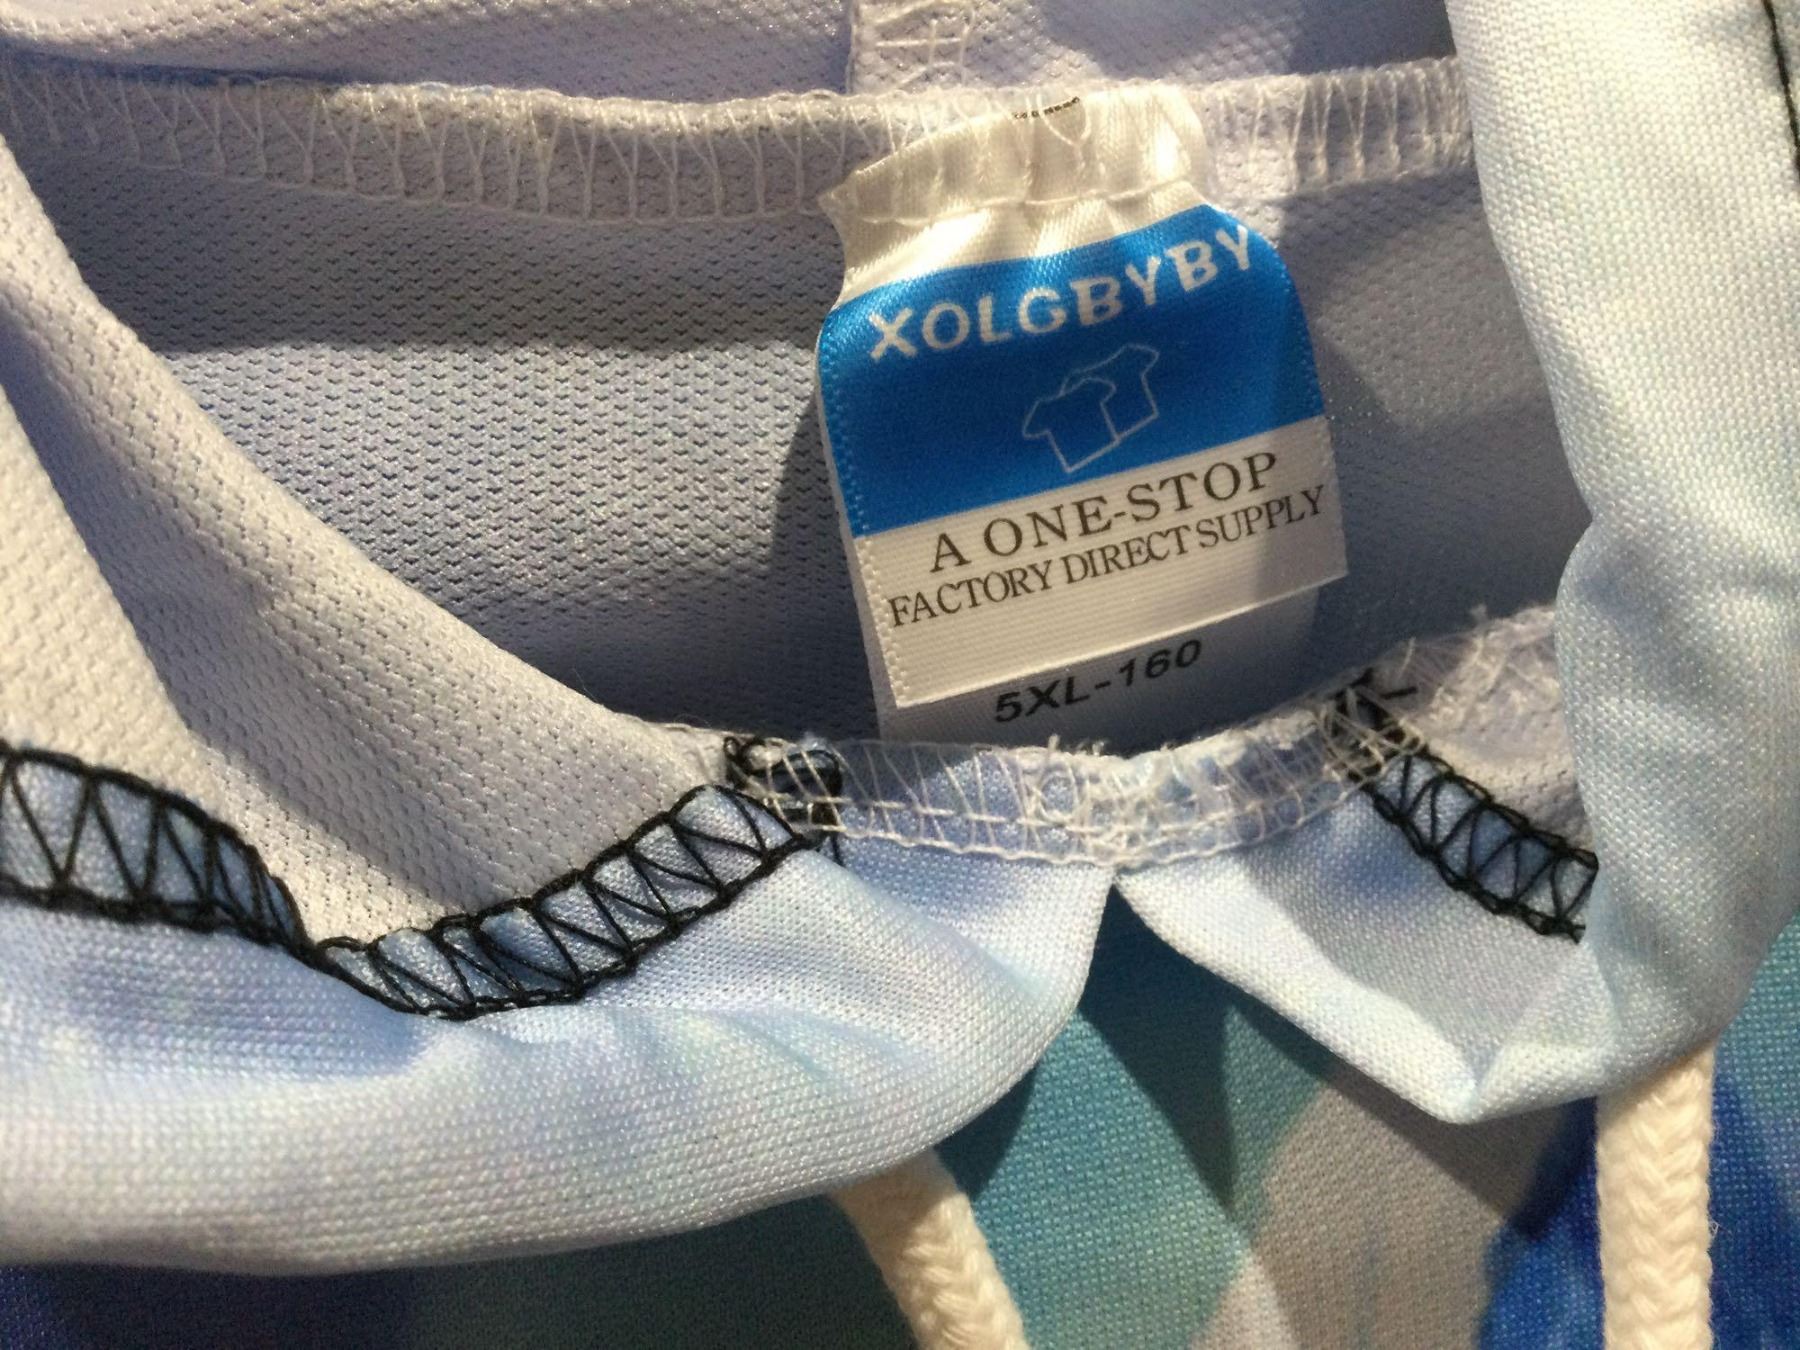 XOLGBYBY
A ONE-STOP
FACTORY DIRECT SUPPLY
5XL-160